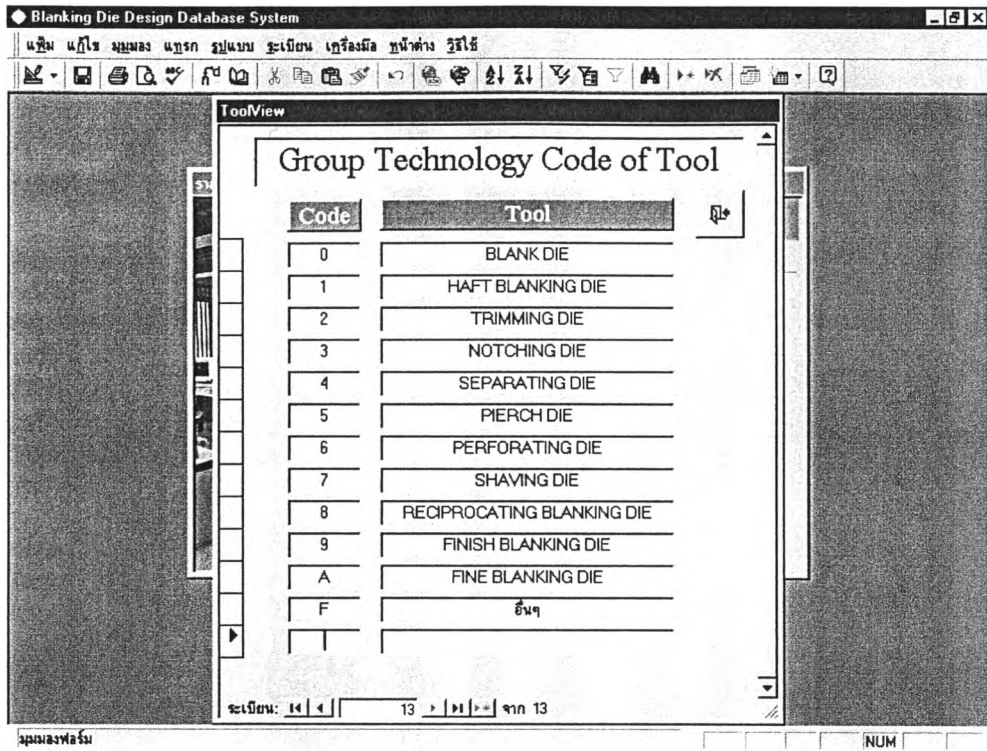 Blanking Die Design Database System
แฟ้ม แก้ไข มุมมอง แทรก รูปแบบ ระเบียน เครื่องมือ หน้าต่าง วิธีใช้
ToolView
Group Technology Code of Tool
Code Tool
0 BLANK DIE
1 HAFT BLANKING DIE
2 TRIMMING DIE
3 NOTCHING DIE
4 SEPARATING DIE
5 PIERCH DIE
6 PERFORATING DIE
7 SHAVING DIE
8 RECIPROCATING BLANKING DIE
9 FINISH BLANKING DIE
A FINE BLANKING DIE
F อื่นๆ
ระเบียน: 13 จาก 13
มุมมองฟอร์ม NUM